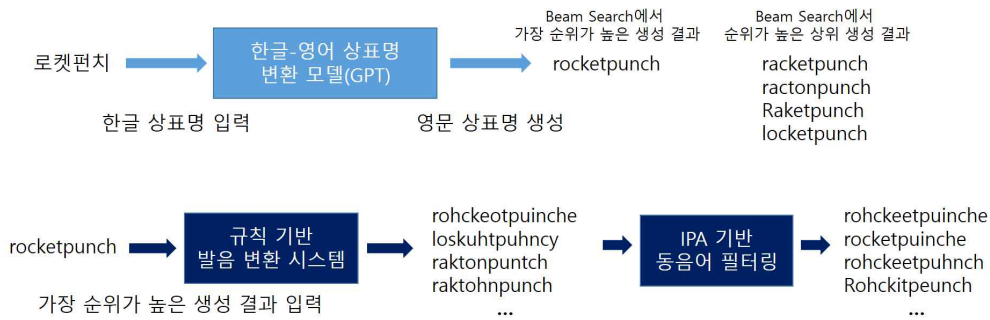 로켓펀치
한글-영어 상표명
변환 모델(GPT)
한글 상표명 입력
영문 상표명 생성
Beam Search에서
가장 순위가 높은 생성 결과
rocketpunch
Beam Search에서
순위가 높은 상위 생성 결과
racketpunch
ractonpunch
Raketpunch
locketpunch
rocketpunch
규칙 기반
발음 변환 시스템
가장 순위가 높은 생성 결과 입력
rohckeotpuinche
loskuhtpuhncy
raktonpuntch
raktohnpunch
...
IPA 기반
동음어 필터링
rohckeetpuinche
rocketpuinche
rohckeetpuhnch
Rohckitpeunch
...